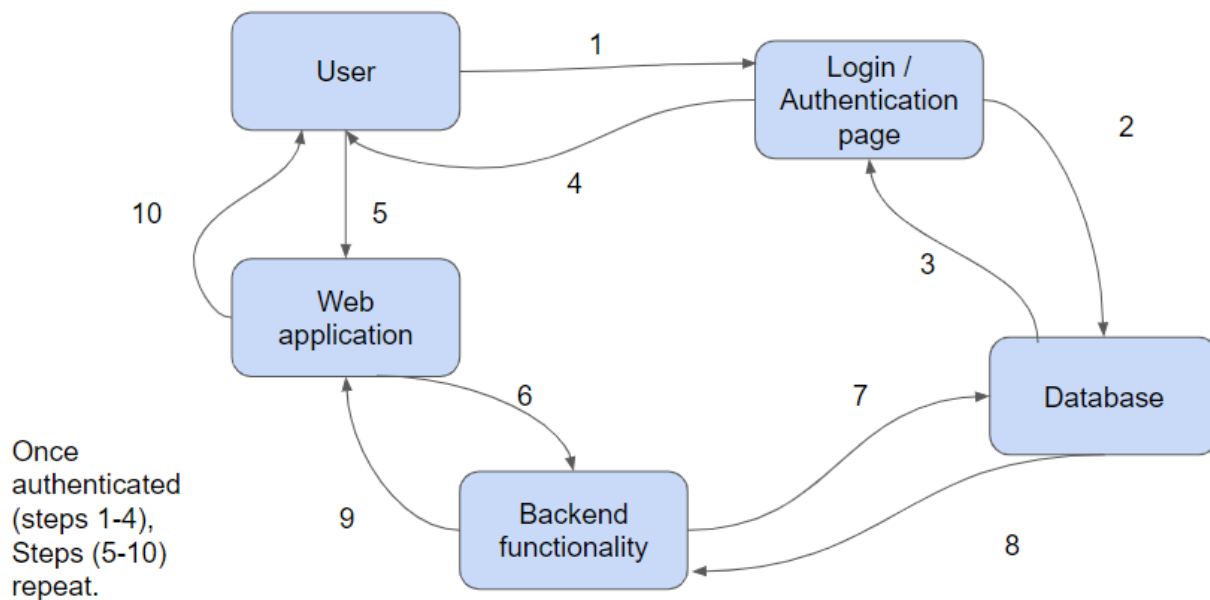 1
User
Login /
Authentication
page
2
4
10
5
3
Web
application
6
7
Database
Once
authenticated
(steps 1-4),
Steps (5-10)
repeat.
9
Backend
functionality
8